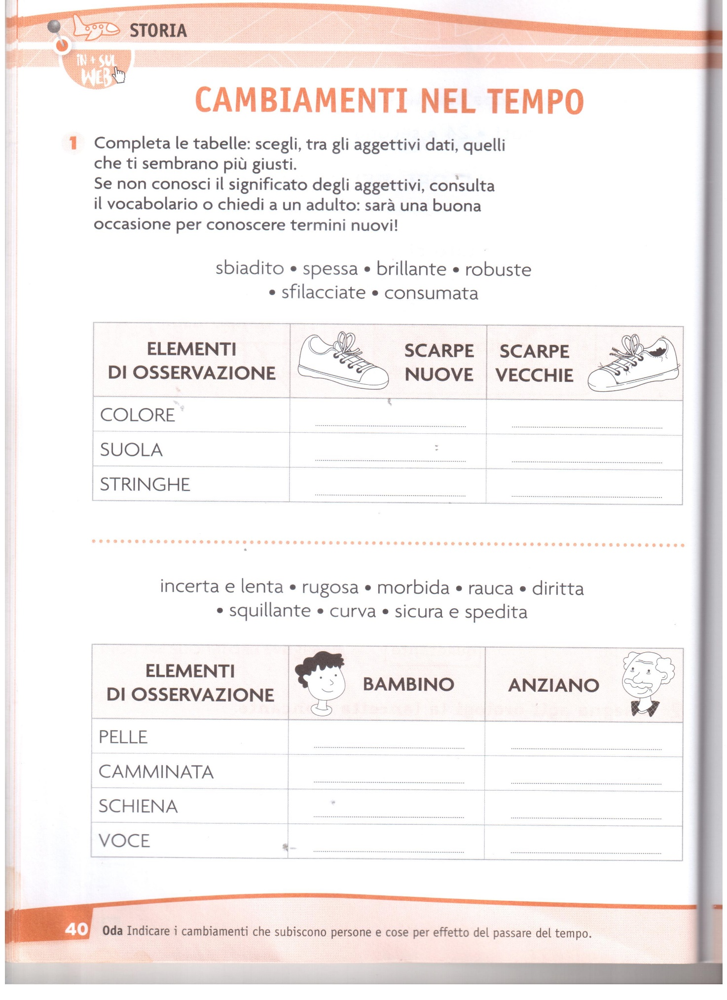 STORIA
IN + SUL
WEB
CAMBIAMENTI NEL TEMPO
1 Completa le tabelle: scegli, tra gli aggettivi dati, quelli
che ti sembrano più giusti.
Se non conosci il significato degli aggettivi, consulta
il vocabolario o chiedi a un adulto: sarà una buona
occasione per conoscere termini nuovi!
sbiadito • spessa • brillante • robuste
• sfilacciate • consumata
ELEMENTI
DI OSSERVAZIONE
SCARPE
NUOVE
SCARPE
VECCHIE
COLORE
SUOLA
STRINGHE
incerta e lenta • rugosa • morbida • rauca • diritta
• squillante • curva • sicura e spedita
ELEMENTI
DI OSSERVAZIONE
BAMBINO
ANZIANO
PELLE
CAMMINATA
SCHIENA
VOCE
40 Oda Indicare i cambiamenti che subiscono persone e cose per effetto del passare del tempo.